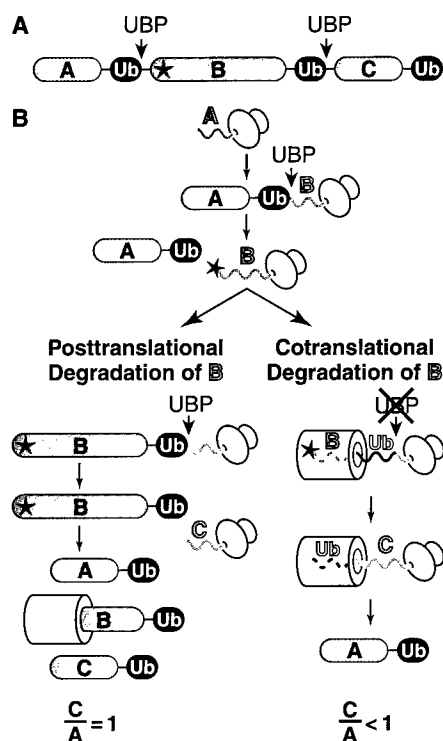 A
UBP UBP
A Ub B Ub C Ub
B
A
UBP
A Ub B
A Ub B
Posttranslational
Degradation of B
Cotranslational
Degradation of B
UBP
UBP
B Ub
B Ub
B Ub
C
Ub C
A Ub
B Ub
C Ub
A Ub
C/A = 1
C/A < 1